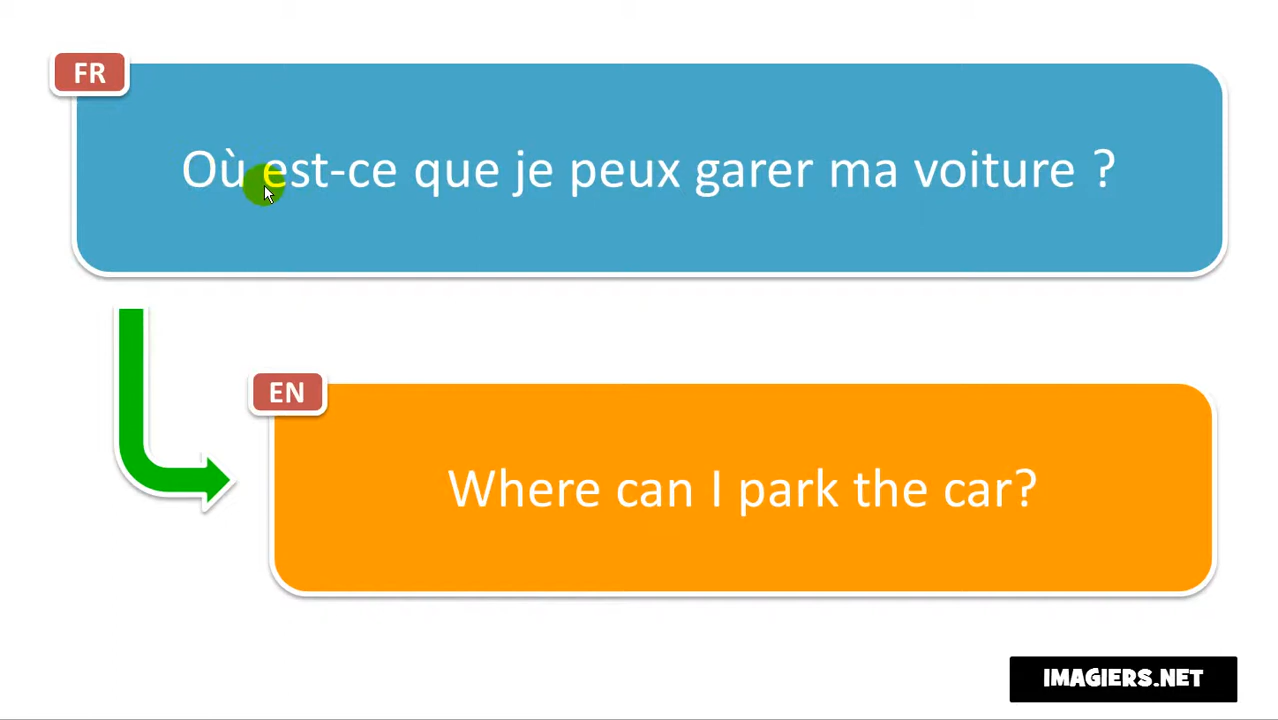 FR
Où est-ce que je peux garer ma voiture ?
EN
Where can I park the car?
IMAGIERS.NET